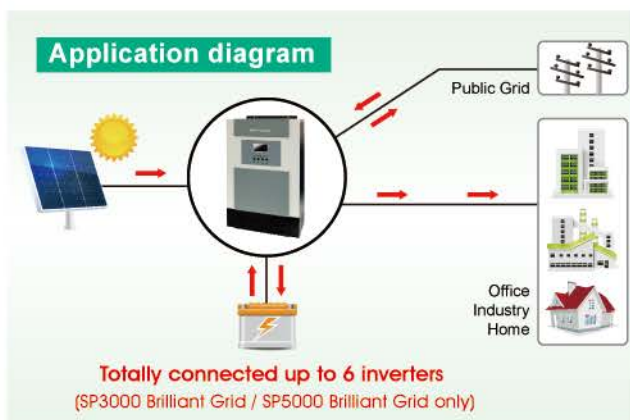 Application diagram
Public Grid
Office
Industry
Home
Totally connected up to 6 inverters
(SP3000 Brilliant Grid / SP5000 Brilliant Grid only)